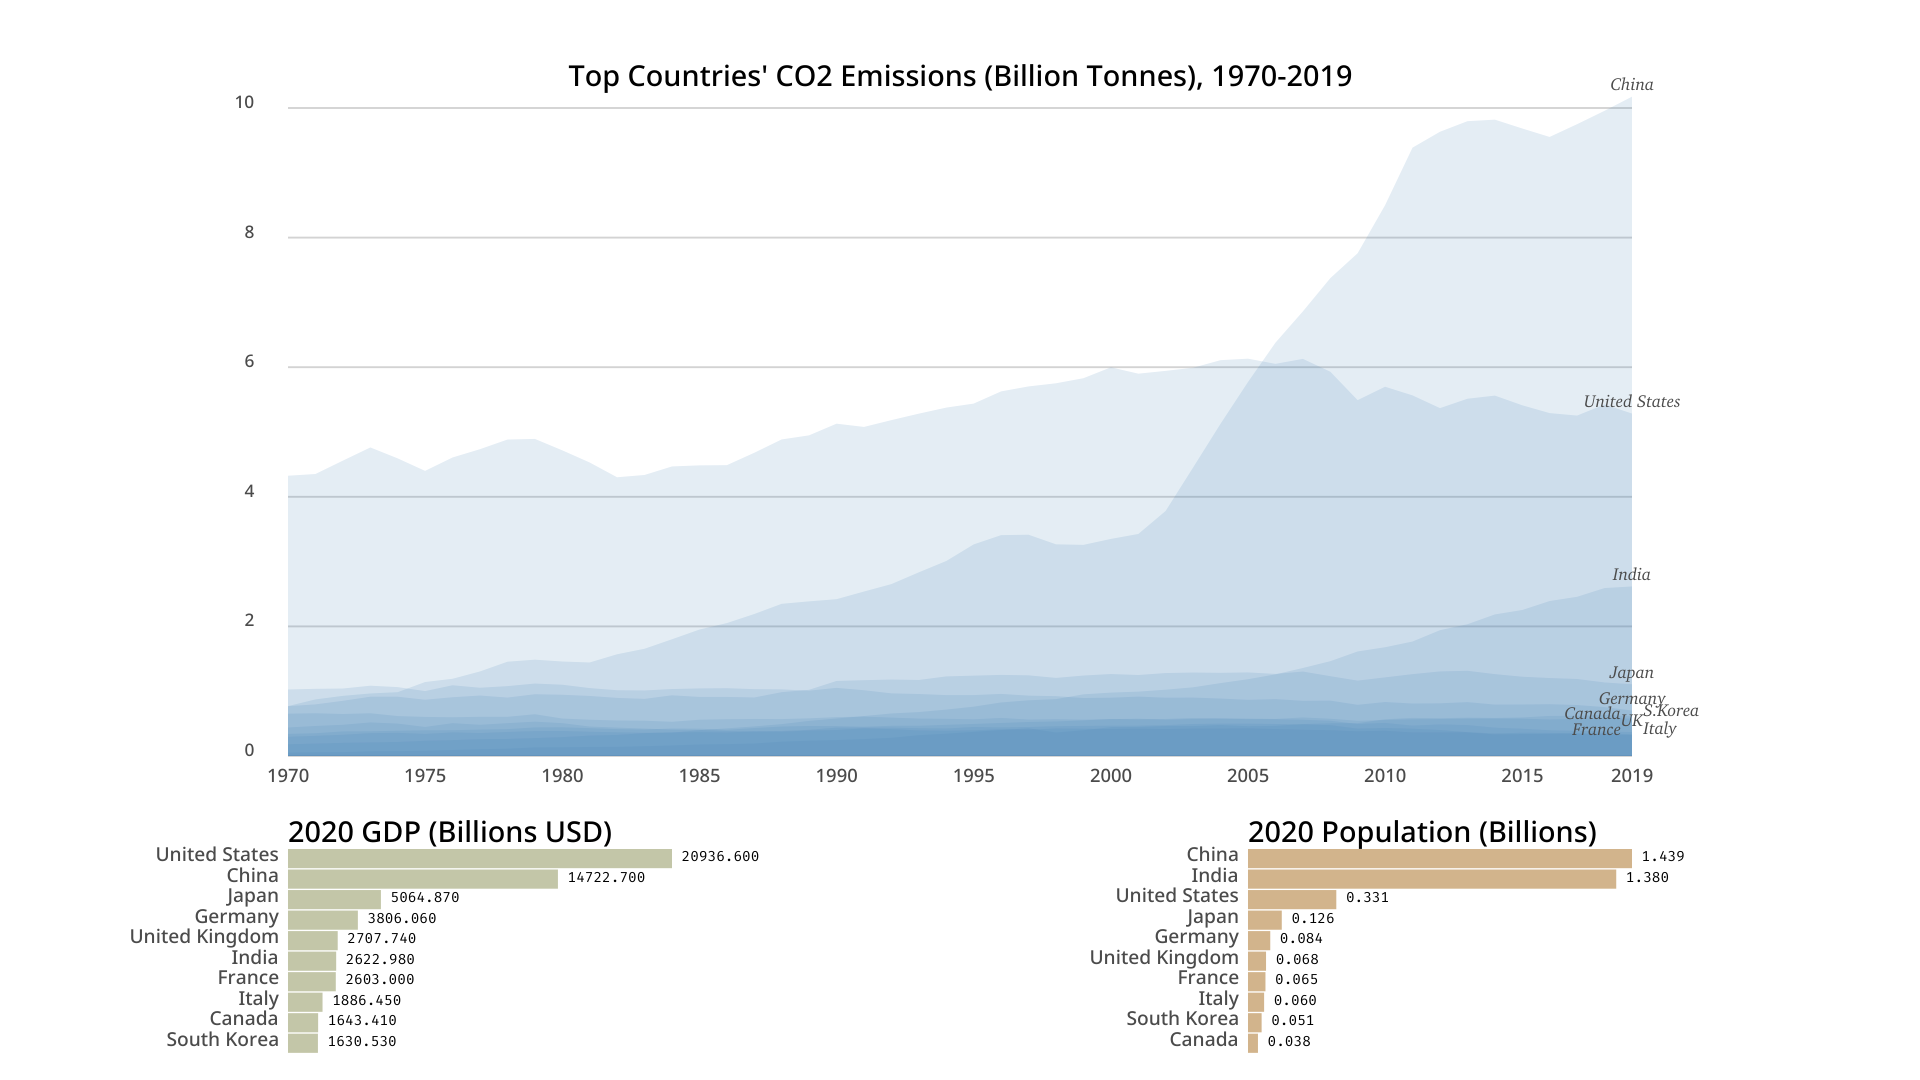 Top Countries' CO2 Emissions (Billion Tonnes), 1970-2019
China
10
8
6
United States
4
India
2
Japan
Germany
Canada
S.Korea
UK
France
Italy
0
1970 1975 1980 1985 1990 1995 2000 2005 2010 2015 2019
2020 GDP (Billions USD)
United States 20936.600
China 14722.700
Japan 5064.870
Germany 3806.060
United Kingdom 2707.740
India 2622.980
France 2603.000
Italy 1886.450
Canada 1643.410
South Korea 1630.530
2020 Population (Billions)
China 1.439
India 1.380
United States 0.331
Japan 0.126
Germany 0.084
United Kingdom 0.068
France 0.065
Italy 0.060
South Korea 0.051
Canada 0.038